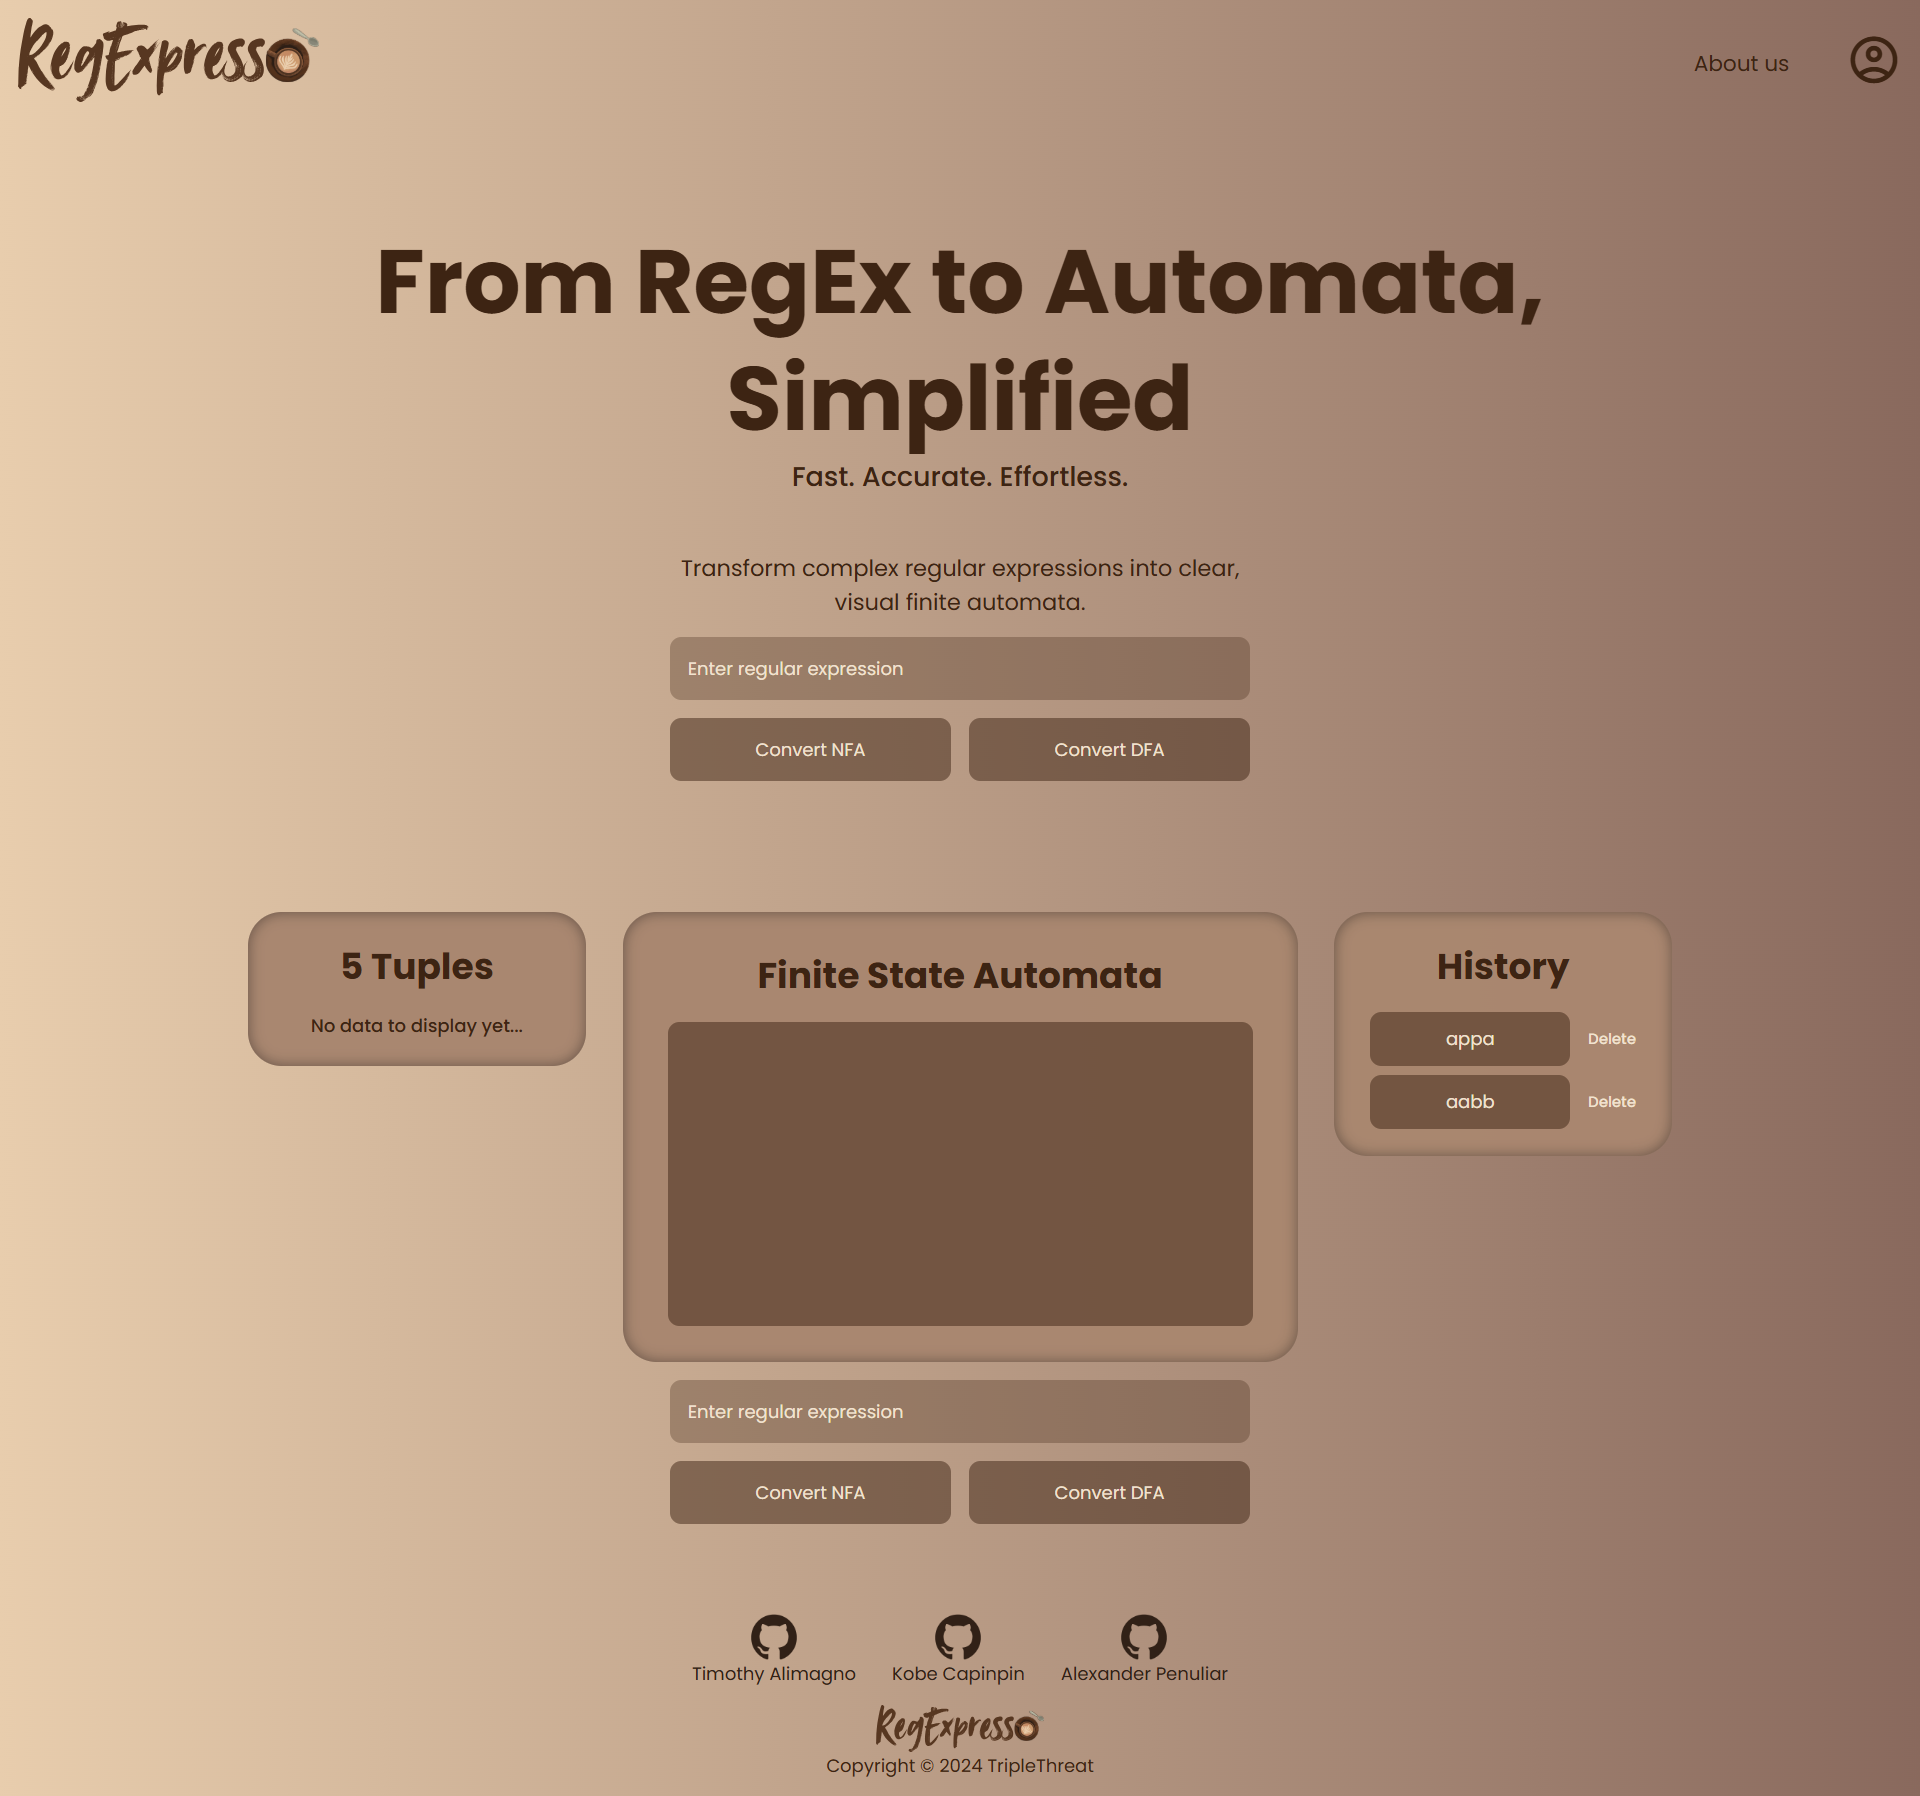 RegExpresso
About us
From RegEx to Automata,
Simplified
Fast. Accurate. Effortless.
Transform complex regular expressions into clear,
visual finite automata.
Enter regular expression
Convert NFA
Convert DFA
5 Tuples
No data to display yet...
Finite State Automata
History
appa
Delete
aabb
Delete
Enter regular expression
Convert NFA
Convert DFA
Timothy Alimagno
Kobe Capinpin
Alexander Penuliar
RegExpresso
Copyright © 2024 TripleThreat